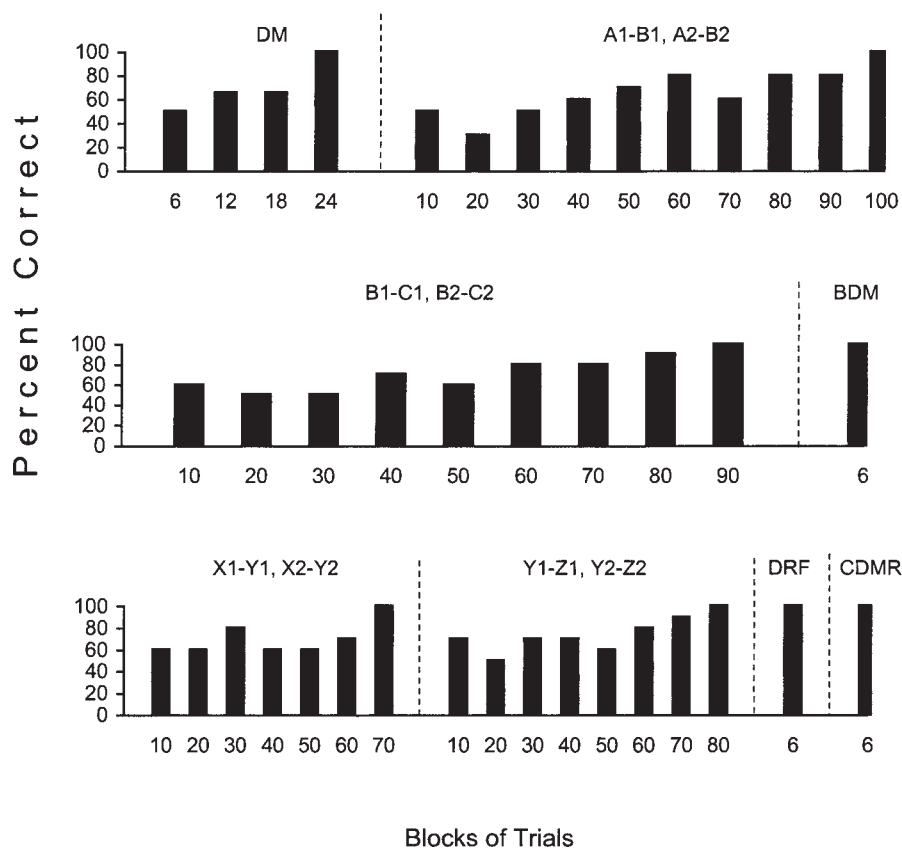 Percent Correct
DM A1-B1, A2-B2
100
80
60
40
20
0
6 12 18 24 10 20 30 40 50 60 70 80 90 100
B1-C1, B2-C2 BDM
100
80
60
40
20
0
10 20 30 40 50 60 70 80 90 6
X1-Y1, X2-Y2 Y1-Z1, Y2-Z2 DRF CDMR
100
80
60
40
20
0
10 20 30 40 50 60 70 10 20 30 40 50 60 70 80 6 6
Blocks of Trials